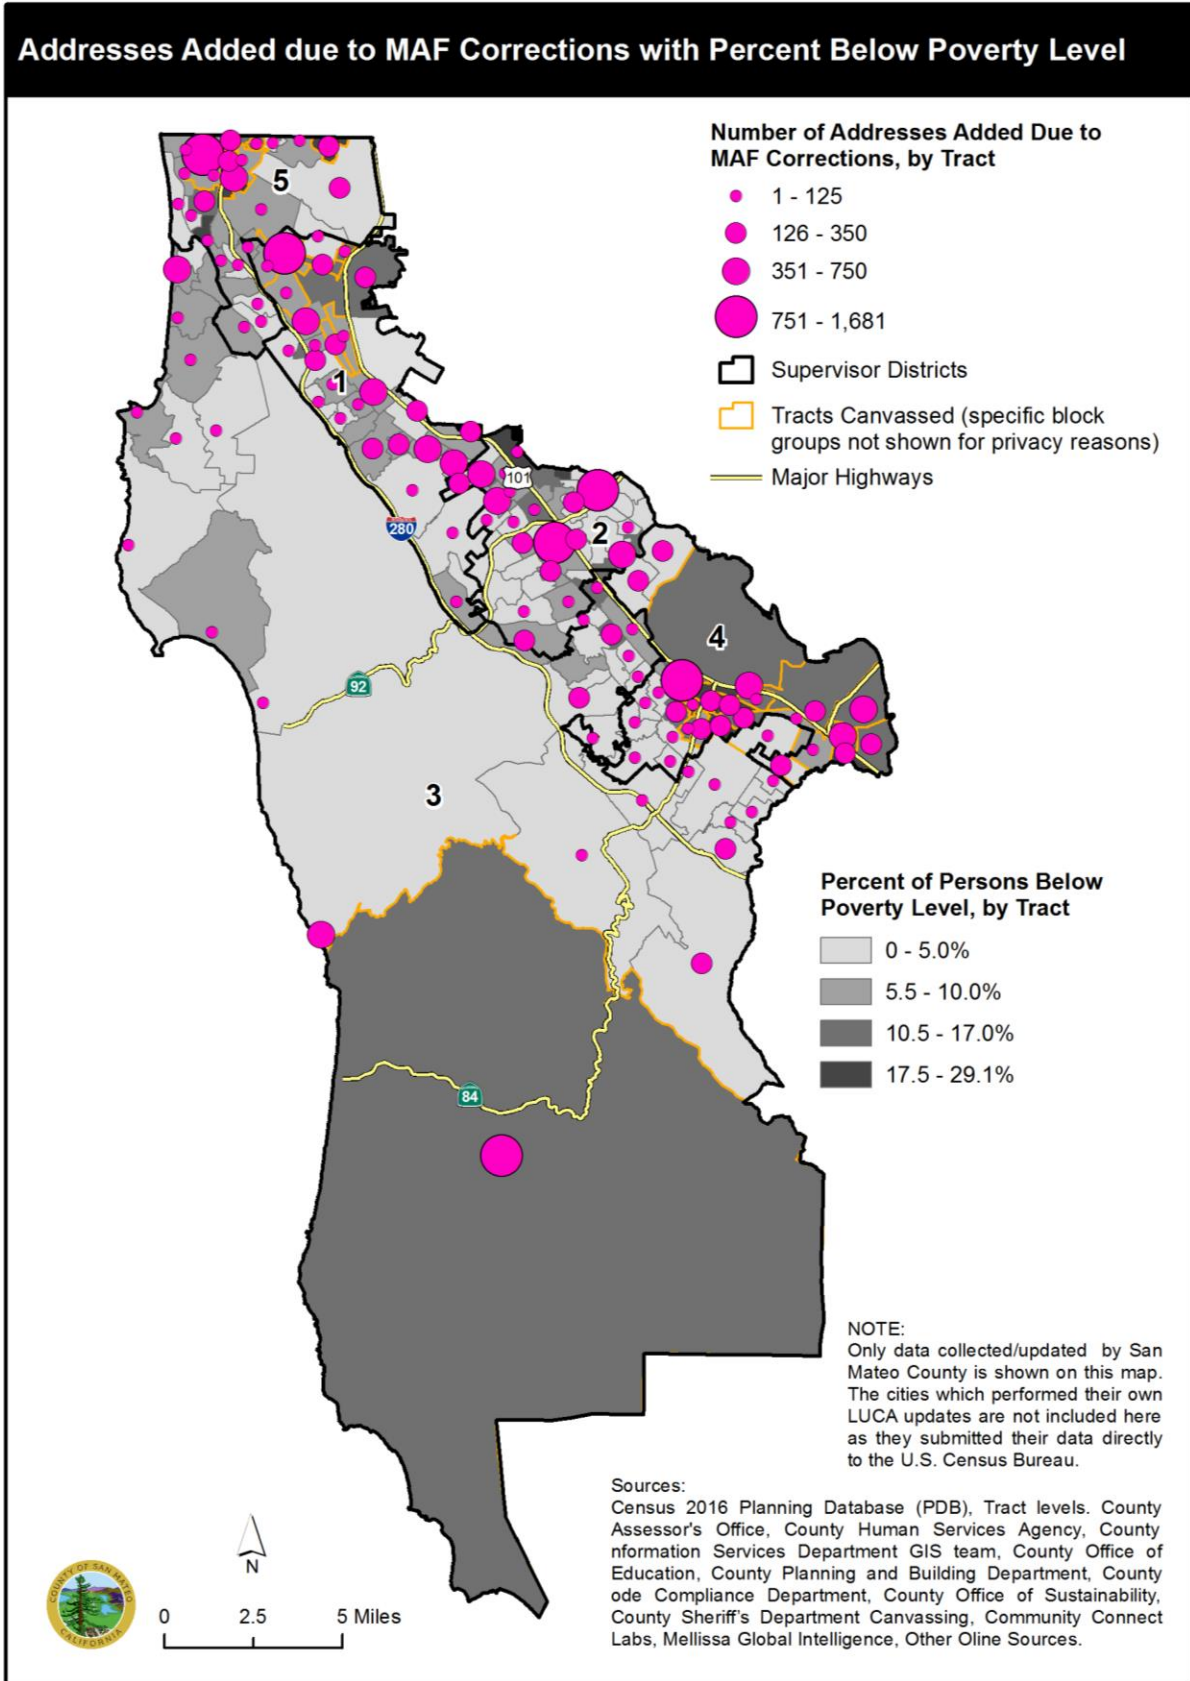 Addresses Added due to MAF Corrections with Percent Below Poverty Level
Number of Addresses Added Due to
MAF Corrections, by Tract
1 - 125
126 - 350
351 - 750
751 - 1,681
Supervisor Districts
Tracts Canvassed (specific block
groups not shown for privacy reasons)
Major Highways
5
1
101
2
280
4
92
3
84
Percent of Persons Below
Poverty Level, by Tract
0 - 5.0%
5.5 - 10.0%
10.5 - 17.0%
17.5 - 29.1%
NOTE:
Only data collected/updated by San
Mateo County is shown on this map.
The cities which performed their own
LUCA updates are not included here
as they submitted their data directly
to the U.S. Census Bureau.
Sources:
Census 2016 Planning Database (PDB), Tract levels. County
Assessor's Office, County Human Services Agency, County
nformation Services Department GIS team, County Office of
Education, County Planning and Building Department, County
ode Compliance Department, County Office of Sustainability,
County Sheriff's Department Canvassing, Community Connect
Labs, Mellissa Global Intelligence, Other Oline Sources.
N
COUNTY OF SAN MATEO
CALIFORNIA
0 2.5 5 Miles